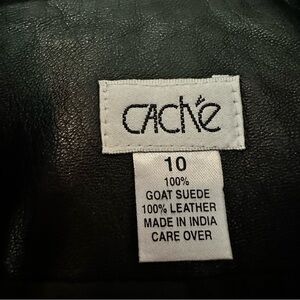 CAChé
10
100%
GOAT SUEDE
100% LEATHER
MADE IN INDIA
CARE OVER